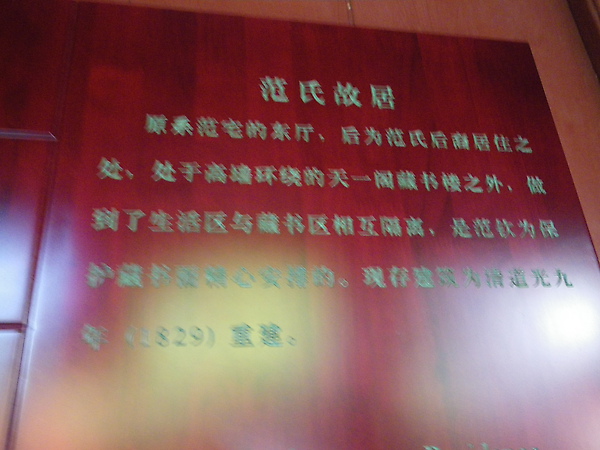 范氏故居
原系范宅的东厅，后为范氏后裔居住之
处，处于高墙环绕的天一阁藏书楼之外，做
到了生活区与藏书区相互隔离，是范钦为保
护藏书楼精心安排的。现存建筑为清道光九
年（1829）重建。